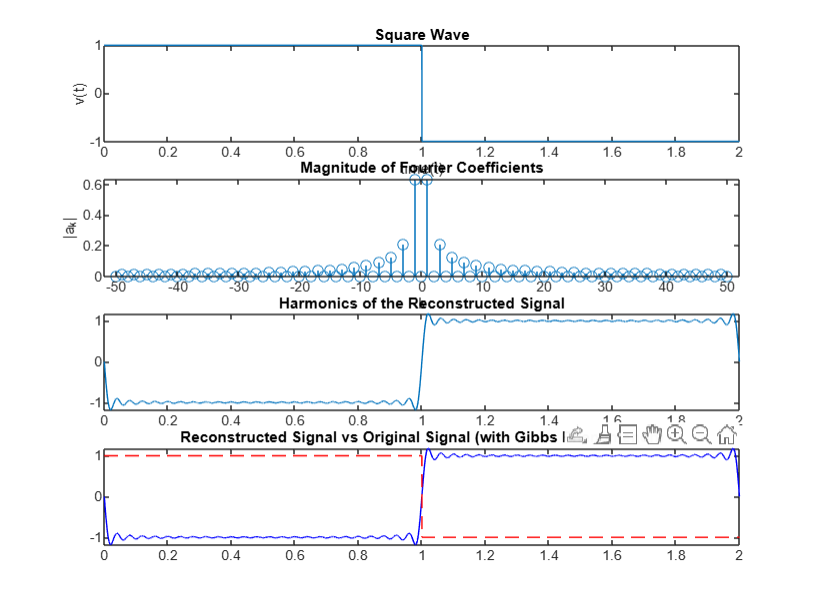 Square Wave
v(t)
1
0
-1
0 0.2 0.4 0.6 0.8 1 1.2 1.4 1.6 1.8 2
Magnitude of Fourier Coefficients
|ak|
0.6
0.4
0.2
0
-50 -40 -30 -20 -10 0 10 20 30 40 50
Harmonics of the Reconstructed Signal
1
0
-1
0 0.2 0.4 0.6 0.8 1 1.2 1.4 1.6 1.8 2
Reconstructed Signal vs Original Signal (with Gibbs
1
0
-1
0 0.2 0.4 0.6 0.8 1 1.2 1.4 1.6 1.8 2